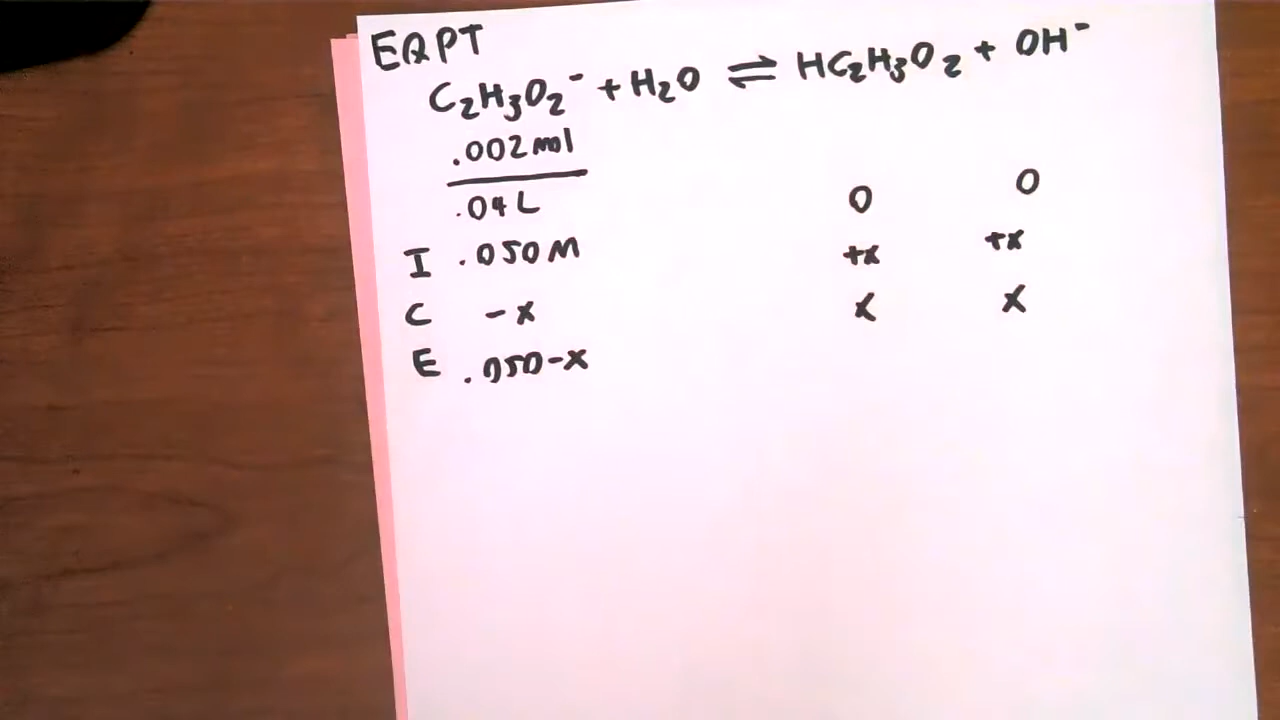 EQPT
C₂H₃O₂⁻ + H₂O ⇌ HC₂H₃O₂ + OH⁻
.002 mol
.04 L 0 0
I .050 M +x +x
C -x x x
E .050-x